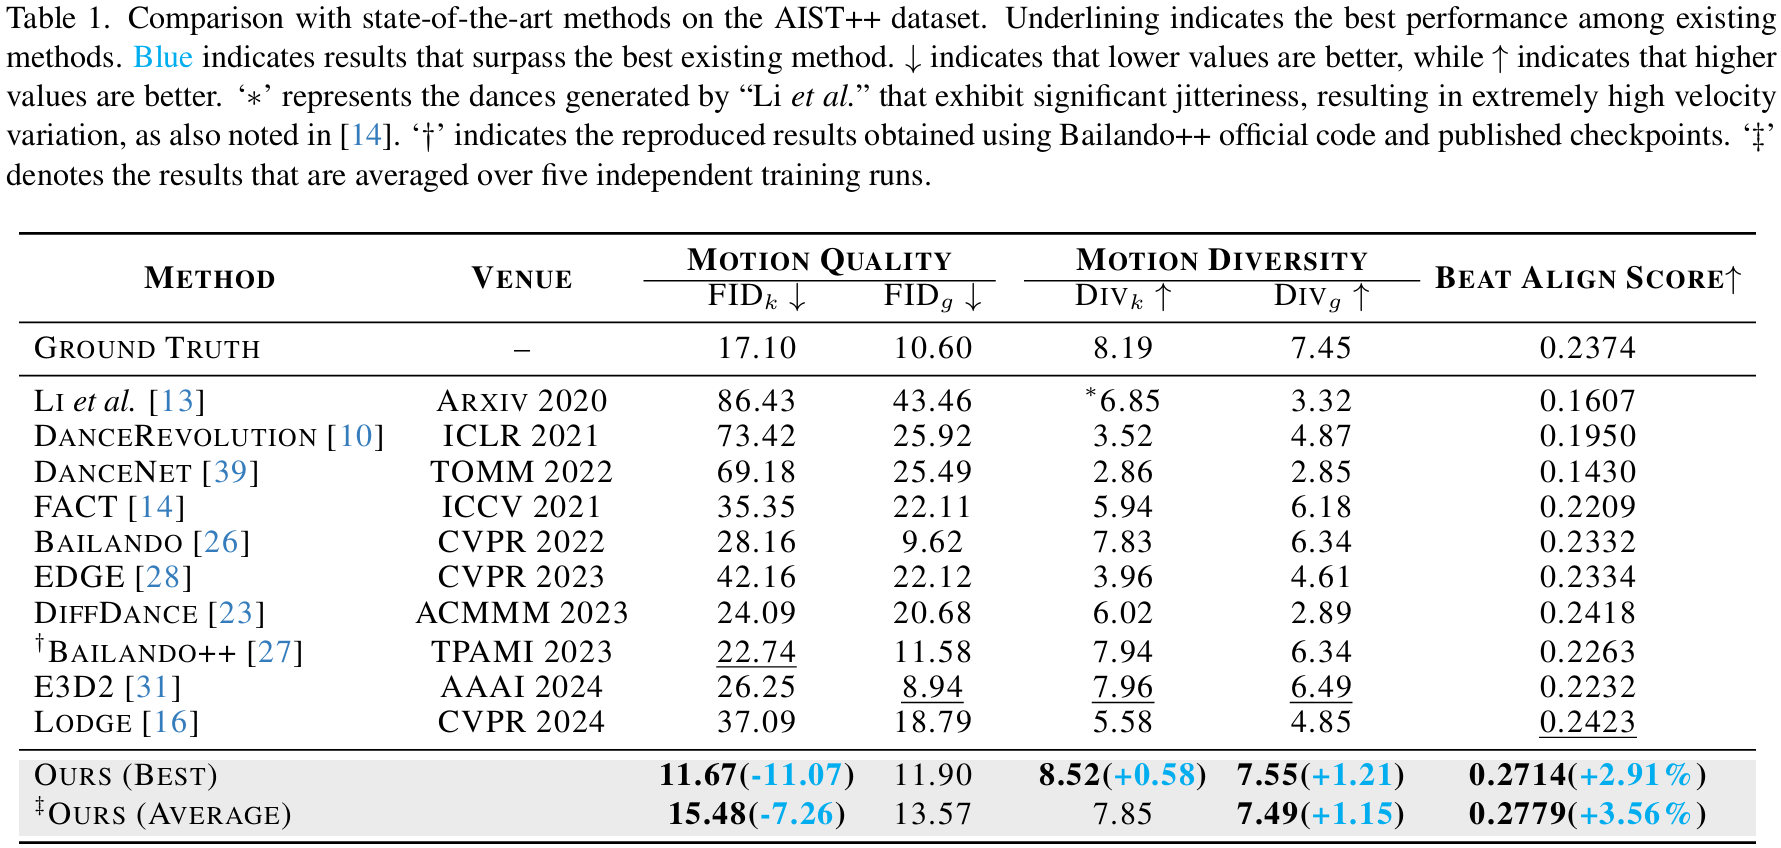 Table 1. Comparison with state-of-the-art methods on the AIST++ dataset. Underlining indicates the best performance among existing
methods. Blue indicates results that surpass the best existing method. ↓ indicates that lower values are better, while ↑ indicates that higher
values are better. ‘∗’ represents the dances generated by “Li et al.” that exhibit significant jitteriness, resulting in extremely high velocity
variation, as also noted in [14]. ‘†’ indicates the reproduced results obtained using Bailando++ official code and published checkpoints. ‘‡’
denotes the results that are averaged over five independent training runs.
METHOD VENUE MOTION QUALITY MOTION DIVERSITY BEAT ALIGN SCORE↑
FIDk ↓ FIDg ↓ DIVk ↑ DIVg ↑
GROUND TRUTH – 17.10 10.60 8.19 7.45 0.2374
LI et al. [13] ARXIV 2020 86.43 43.46 *6.85 3.32 0.1607
DANCEREVOLUTION [10] ICLR 2021 73.42 25.92 3.52 4.87 0.1950
DANCENET [39] TOMM 2022 69.18 25.49 2.86 2.85 0.1430
FACT [14] ICCV 2021 35.35 22.11 5.94 6.18 0.2209
BAILANDO [26] CVPR 2022 28.16 9.62 7.83 6.34 0.2332
EDGE [28] CVPR 2023 42.16 22.12 3.96 4.61 0.2334
DIFFDANCE [23] ACMMM 2023 24.09 20.68 6.02 2.89 0.2418
†BAILANDO++ [27] TPAMI 2023 22.74 11.58 7.94 6.34 0.2263
E3D2 [31] AAAI 2024 26.25 8.94 7.96 6.49 0.2232
LODGE [16] CVPR 2024 37.09 18.79 5.58 4.85 0.2423
OURS (BEST) 11.67(-11.07) 11.90 8.52(+0.58) 7.55(+1.21) 0.2714(+2.91%)
‡OURS (AVERAGE) 15.48(-7.26) 13.57 7.85 7.49(+1.15) 0.2779(+3.56%)